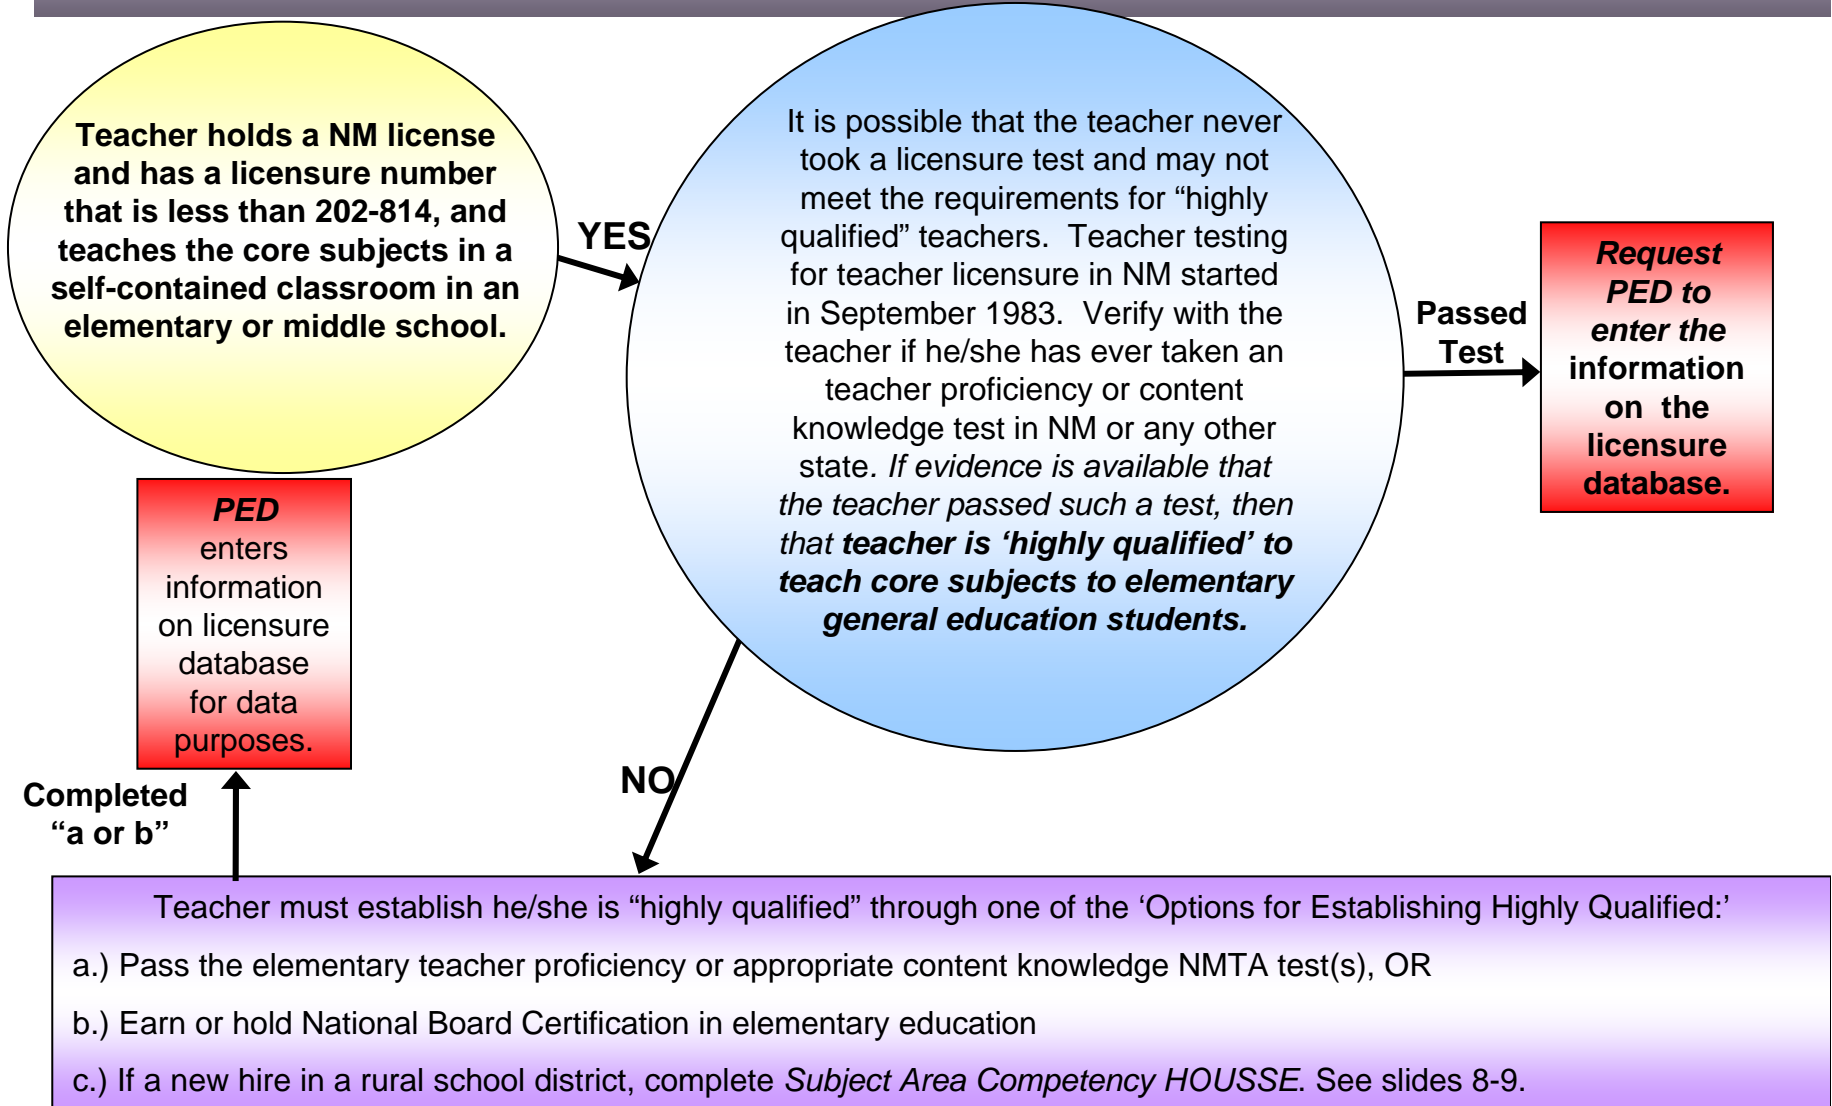 Teacher holds a NM license
and has a licensure number
that is less than 202-814, and
teaches the core subjects in a
self-contained classroom in an
elementary or middle school.
YES
It is possible that the teacher never
took a licensure test and may not
meet the requirements for “highly
qualified” teachers.  Teacher testing
for teacher licensure in NM started
in September 1983.  Verify with the
teacher if he/she has ever taken an
teacher proficiency or content
knowledge test in NM or any other
state. If evidence is available that
the teacher passed such a test, then
that teacher is ‘highly qualified’ to
teach core subjects to elementary
general education students.
Passed
Test
Request
PED to
enter the
information
on  the
licensure
database.
NO
Teacher must establish he/she is “highly qualified” through one of the ‘Options for Establishing Highly Qualified:’
a.) Pass the elementary teacher proficiency or appropriate content knowledge NMTA test(s), OR
b.) Earn or hold National Board Certification in elementary education
c.) If a new hire in a rural school district, complete Subject Area Competency HOUSSE. See slides 8-9.
Completed
“a or b”
PED
enters
information
on licensure
database
for data
purposes.